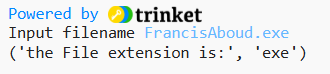 Powered by trinket
Input filename FrancisAboud.exe
('the File extension is:', 'exe')